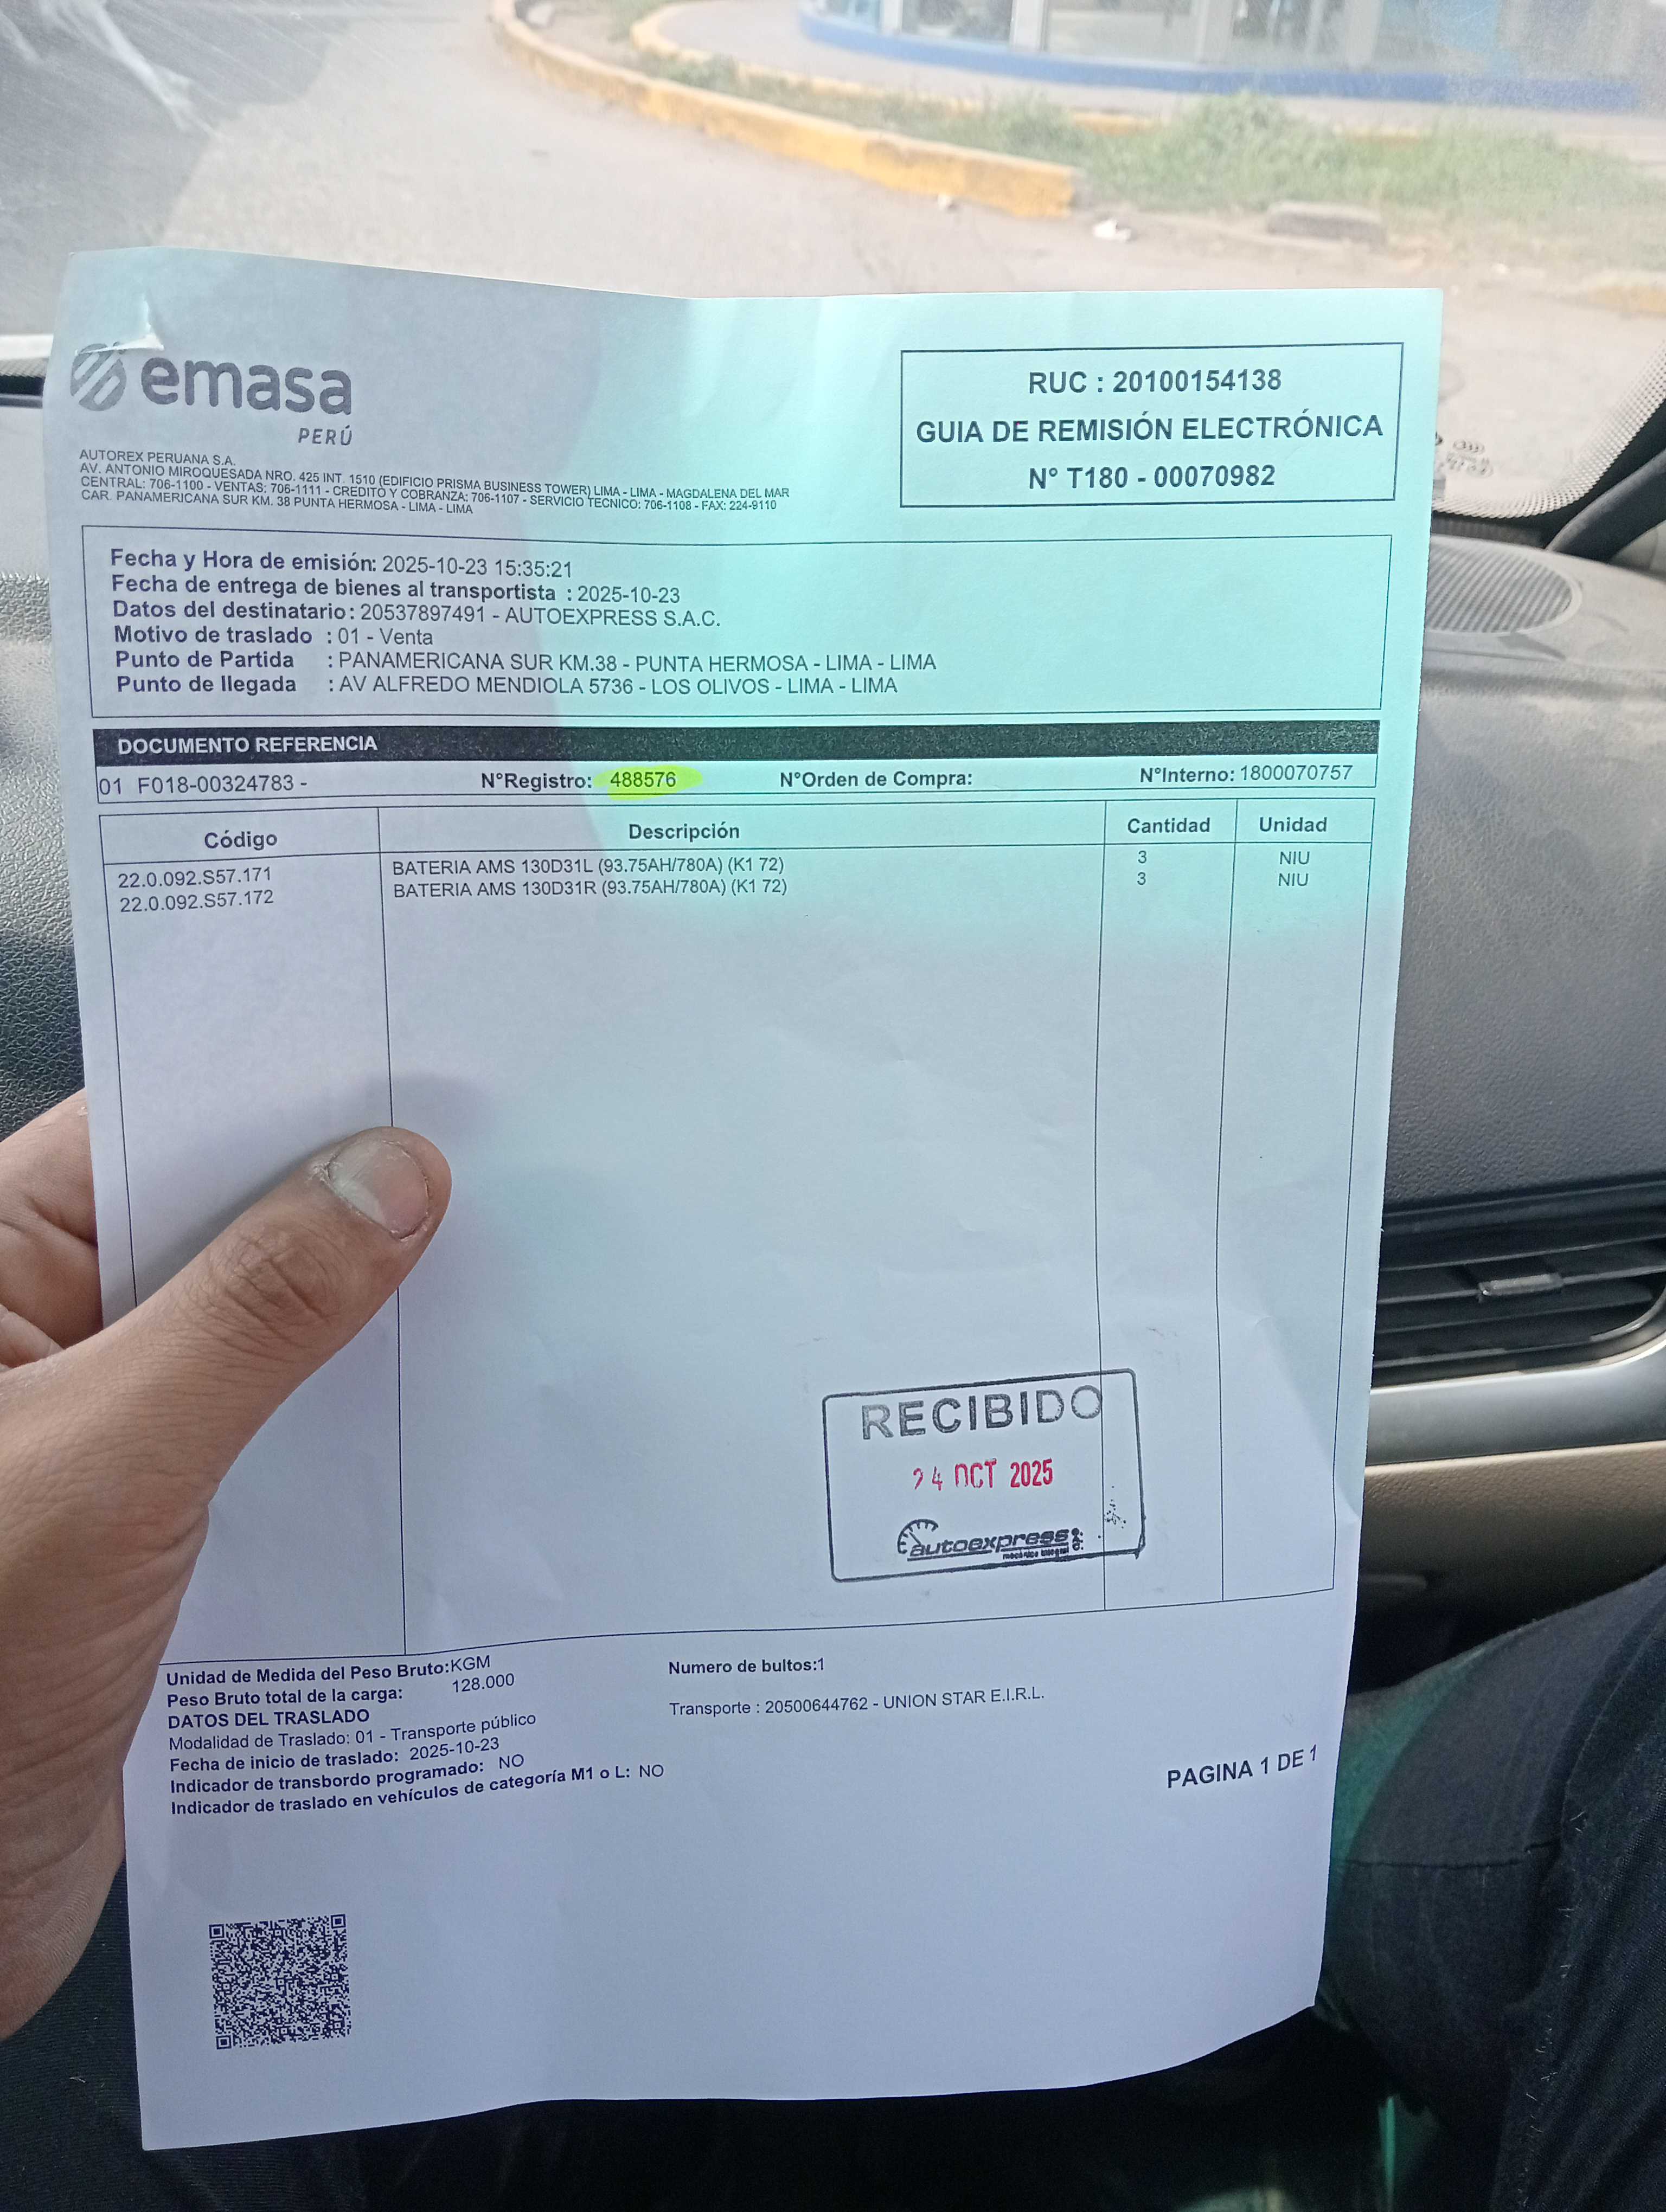 emasa
PERÚ
AUTOREX PERUANA S.A.
AV. ANTONIO MIROQUESADA NRO. 425 INT. 1510 (EDIFICIO PRISMA BUSINESS TOWER) LIMA - LIMA - MAGDALENA DEL MAR
CENTRAL: 706-1100 - VENTAS: 706-1111 - CREDITO Y COBRANZA: 706-1107 - SERVICIO TECNICO: 706-1108 - FAX: 224-9110
CAR. PANAMERICANA SUR KM. 38 PUNTA HERMOSA - LIMA - LIMA
RUC : 20100154138
GUIA DE REMISIÓN ELECTRÓNICA
N° T180 - 00070982
Fecha y Hora de emisión: 2025-10-23 15:35:21
Fecha de entrega de bienes al transportista : 2025-10-23
Datos del destinatario: 20537897491 - AUTOEXPRESS S.A.C.
Motivo de traslado : 01 - Venta
Punto de Partida : PANAMERICANA SUR KM.38 - PUNTA HERMOSA - LIMA - LIMA
Punto de llegada : AV ALFREDO MENDIOLA 5736 - LOS OLIVOS - LIMA - LIMA
DOCUMENTO REFERENCIA
01 F018-00324783 - N°Registro: 488576 N°Orden de Compra: N°Interno: 1800070757
Código Descripción Cantidad Unidad
22.0.092.S57.171 BATERIA AMS 130D31L (93.75AH/780A) (K1 72) 3 NIU
22.0.092.S57.172 BATERIA AMS 130D31R (93.75AH/780A) (K1 72) 3 NIU
RECIBIDO
24 OCT 2025
autoexpress
mecánica integral
Unidad de Medida del Peso Bruto:KGM
Peso Bruto total de la carga: 128.000
DATOS DEL TRASLADO
Modalidad de Traslado: 01 - Transporte público
Fecha de inicio de traslado: 2025-10-23
Indicador de transbordo programado: NO
Indicador de traslado en vehículos de categoría M1 o L: NO
Numero de bultos:1
Transporte : 20500644762 - UNION STAR E.I.R.L.
PAGINA 1 DE 1